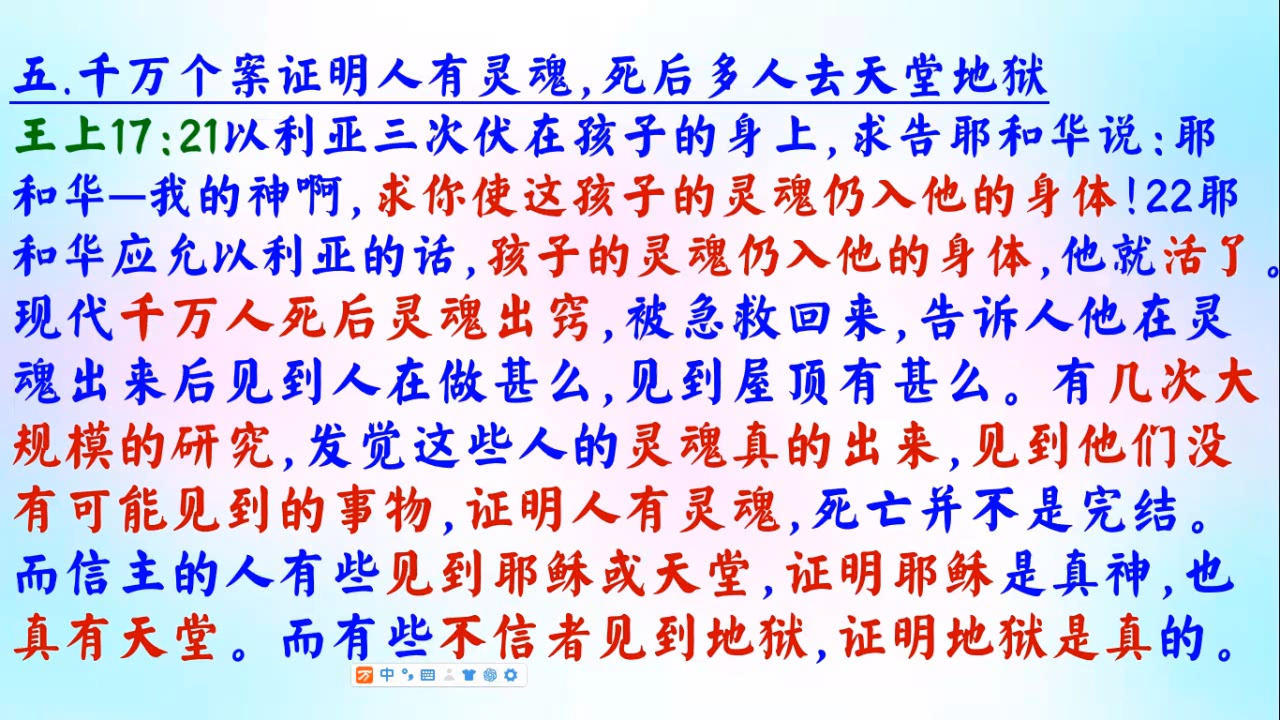 五.千万个案证明人有灵魂,死后多人去天堂地狱
王上17:21以利亚三次伏在孩子的身上,求告耶和华说:耶
和华—我的神啊,求你使这孩子的灵魂仍入他的身体!22耶
和华应允以利亚的话,孩子的灵魂仍入他的身体,他就活了。
现代千万人死后灵魂出窍,被急救回来,告诉人他在灵
魂出来后见到人在做甚么,见到屋顶有甚么。有几次大
规模的研究,发觉这些人的灵魂真的出来,见到他们没
有可能见到的事物,证明人有灵魂,死亡并不是完结。
而信主的人有些见到耶稣或天堂,证明耶稣是真神,也
真有天堂。而有些不信者见到地狱,证明地狱是真的。
中